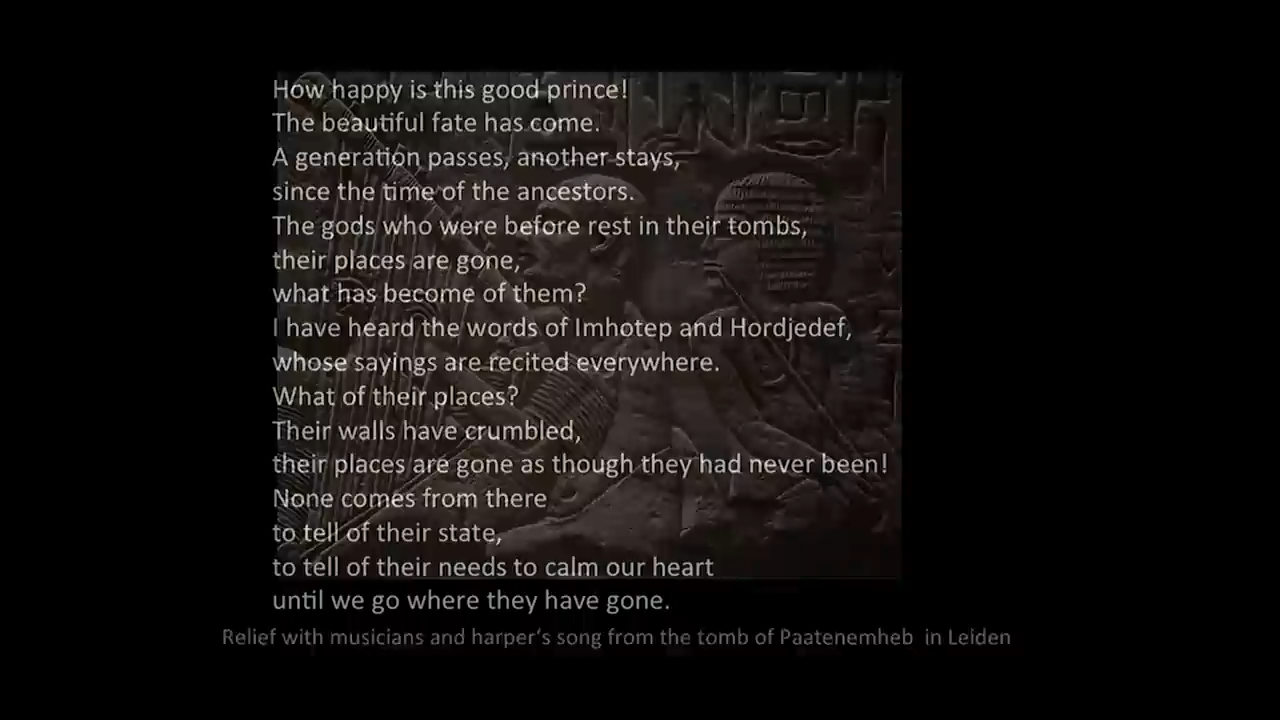 How happy is this good prince!
The beautiful fate has come.
A generation passes, another stays,
since the time of the ancestors.
The gods who were before rest in their tombs,
their places are gone,
what has become of them?
I have heard the words of Imhotep and Hordjedef,
whose sayings are recited everywhere.
What of their places?
Their walls have crumbled,
their places are gone as though they had never been!
None comes from there
to tell of their state,
to tell of their needs to calm our heart
until we go where they have gone.
Relief with musicians and harper‘s song from the tomb of Paatenemheb in Leiden